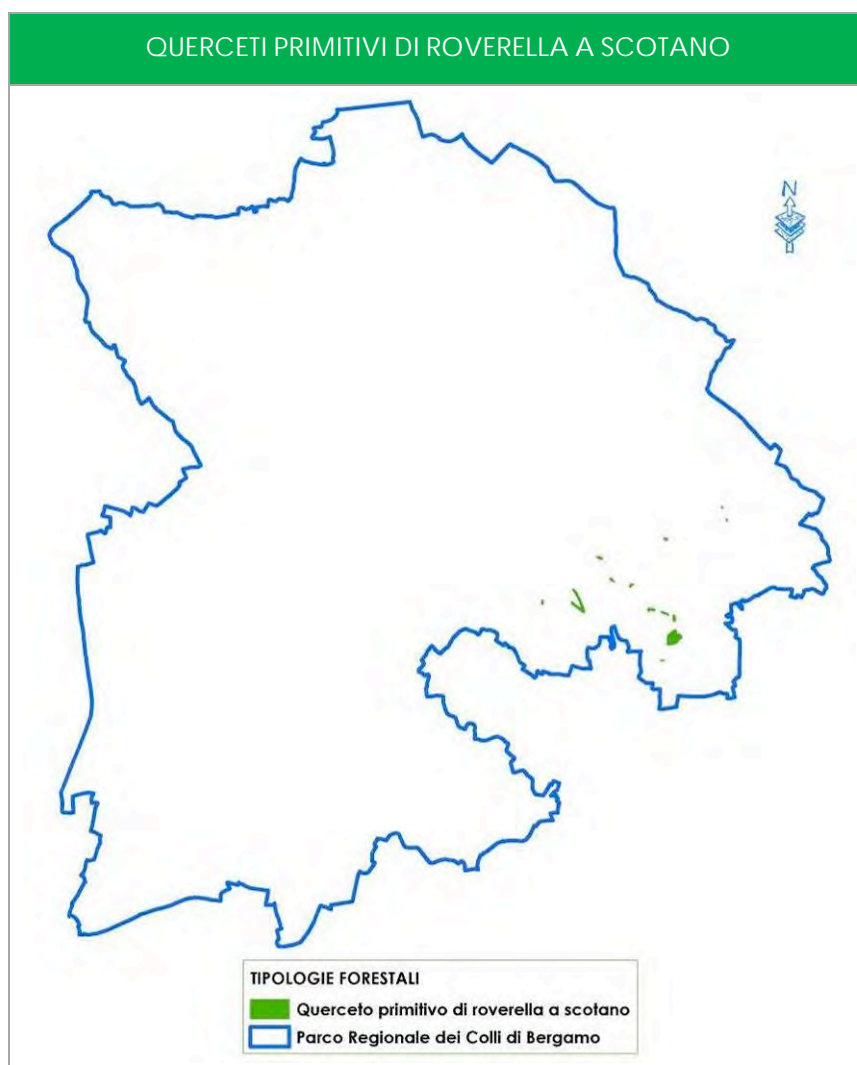 QUERCETI PRIMITIVI DI ROVERELLA A SCOTANO
N
TIPOLOGIE FORESTALI
Querceto primitivo di roverella a scotano
Parco Regionale dei Colli di Bergamo